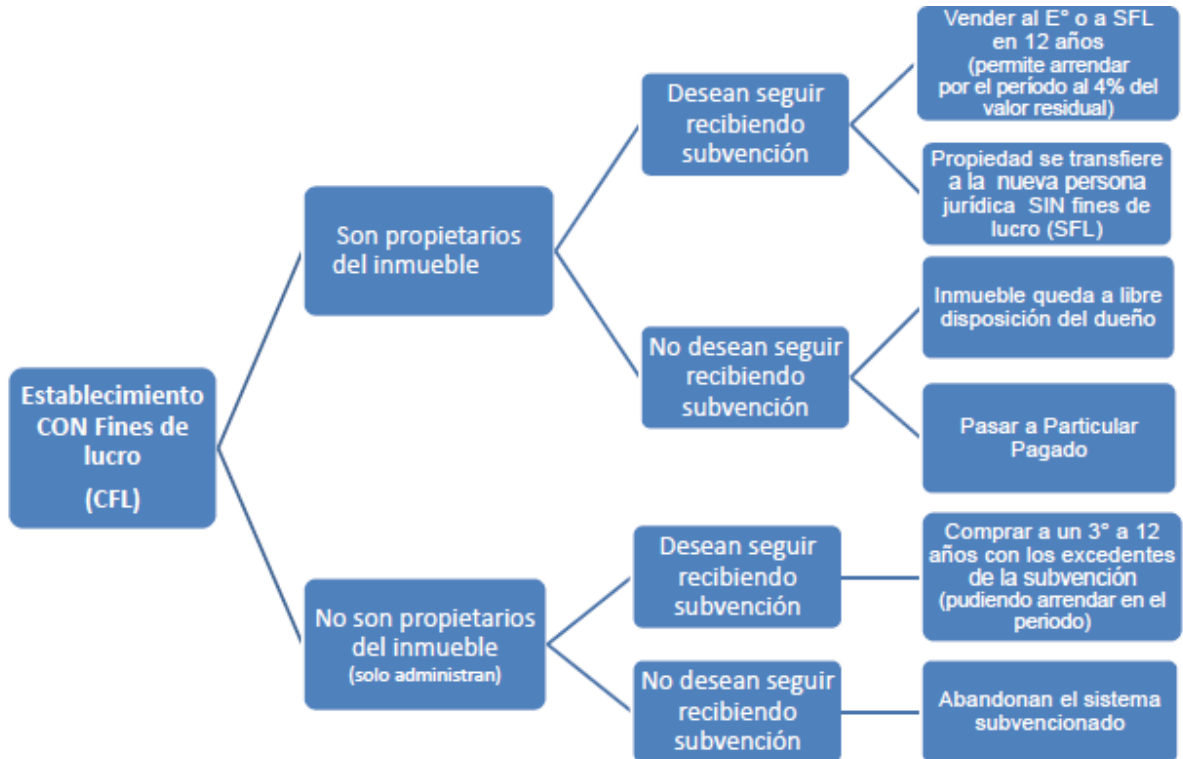 Establecimiento
CON Fines de
lucro
(CFL)
Son propietarios
del inmueble
Desean seguir
recibiendo
subvención
Vender al E° o a SFL
en 12 años
(permite arrendar
por el período al 4% del
valor residual)
Propiedad se transfiere
a la nueva persona
jurídica SIN fines de
lucro (SFL)
No desean seguir
recibiendo
subvención
Inmueble queda a libre
disposición del dueño
Pasar a Particular
Pagado
No son propietarios
del inmueble
(solo administran)
Desean seguir
recibiendo
subvención
Comprar a un 3° a 12
años con los excedentes
de la subvención
(pudiendo arrendar en el
periodo)
No desean seguir
recibiendo
subvención
Abandonan el sistema
subvencionado